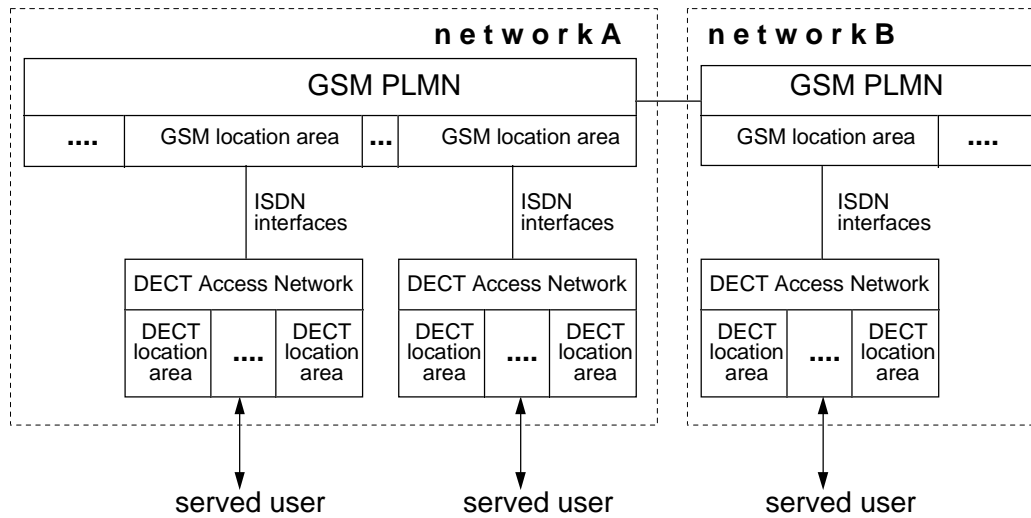 n e t w o r k A
n e t w o r k B
GSM PLMN
GSM PLMN
....
GSM location area
...
GSM location area
GSM location area
....
ISDN
interfaces
ISDN
interfaces
ISDN
interfaces
DECT Access Network
DECT Access Network
DECT Access Network
DECT
location
area
....
DECT
location
area
DECT
location
area
....
DECT
location
area
DECT
location
area
....
DECT
location
area
served user
served user
served user